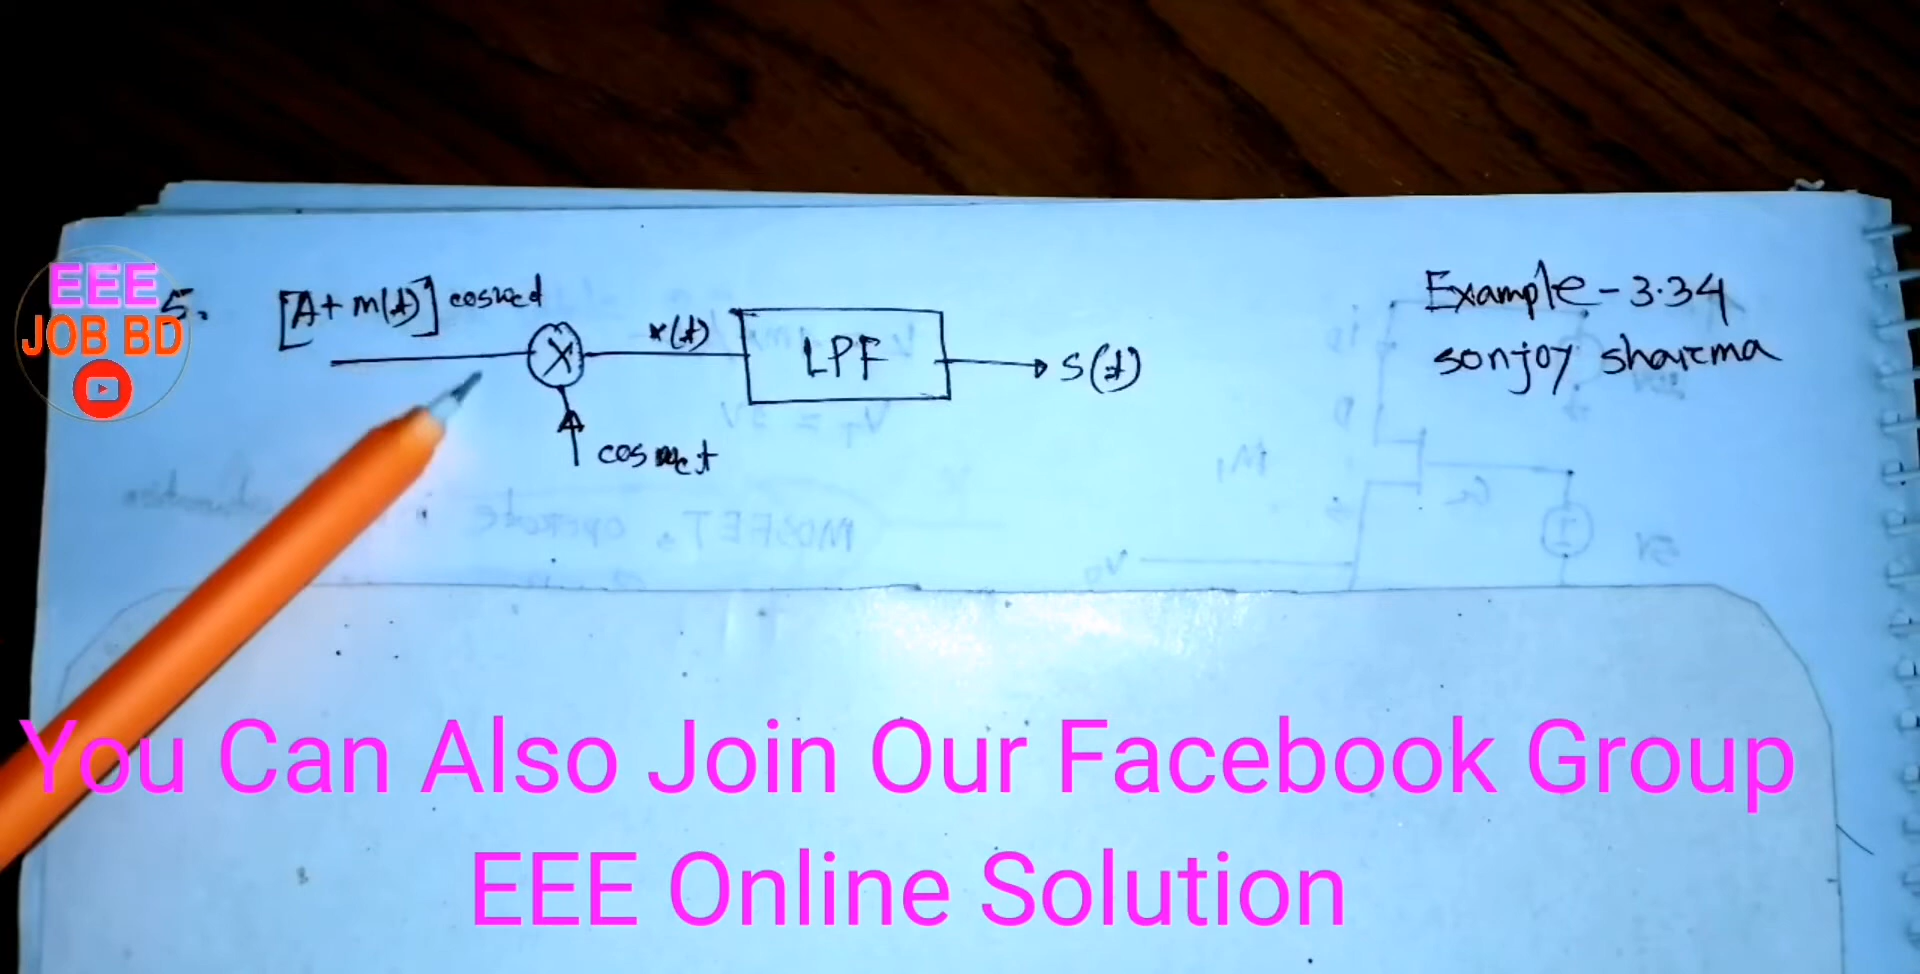 EEE
JOB BD
5.
[A+ m(t)] cosωct
x(t)
X
LPF
s(t)
cos ωct
Example - 3.34
sonjoy sharma
MOSFET
You Can Also Join Our Facebook Group
EEE Online Solution